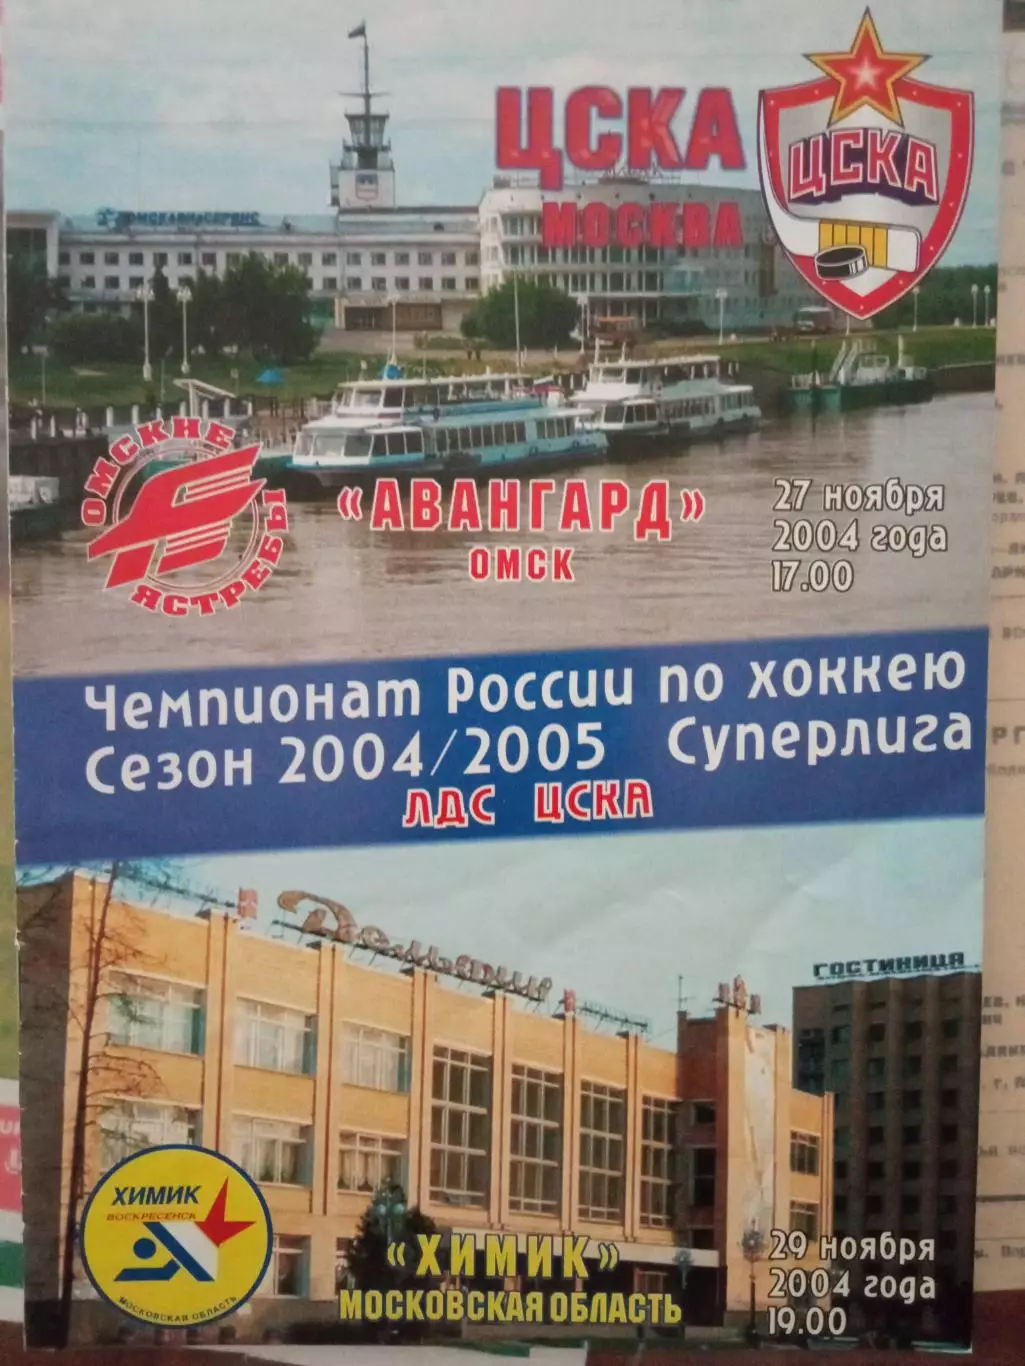 ЦСКА
МОСКВА
ЦСКА
ОМСКИЕ
ЯСТРЕБЫ
«АВАНГАРД»
ОМСК
27 ноября
2004 года
17.00
Чемпионат России по хоккею
Сезон 2004/2005 Суперлига
ЛДС ЦСКА
ГОСТИНИЦА
ХИМИК
ВОСКРЕСЕНСК
МОСКОВСКАЯ ОБЛАСТЬ
«ХИМИК»
МОСКОВСКАЯ ОБЛАСТЬ
29 ноября
2004 года
19.00